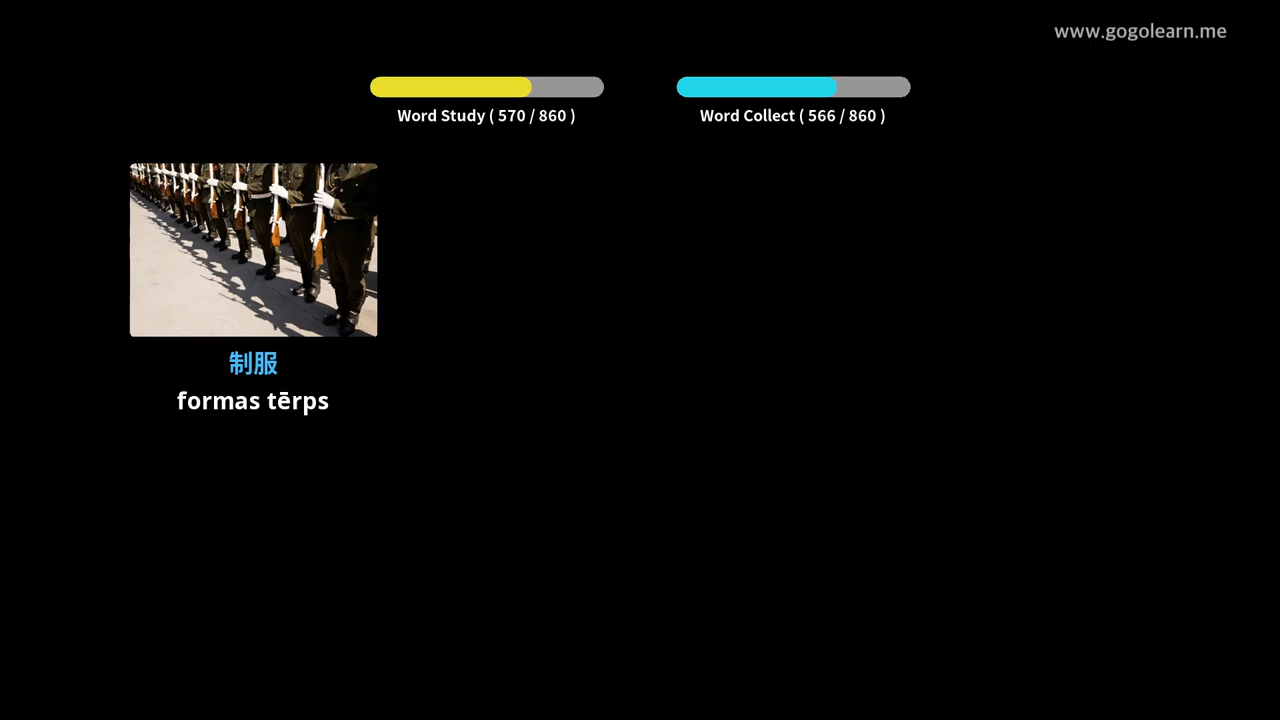 www.gogolearn.me
Word Study ( 570 / 860 )
Word Collect ( 566 / 860 )
制服
formas tērps